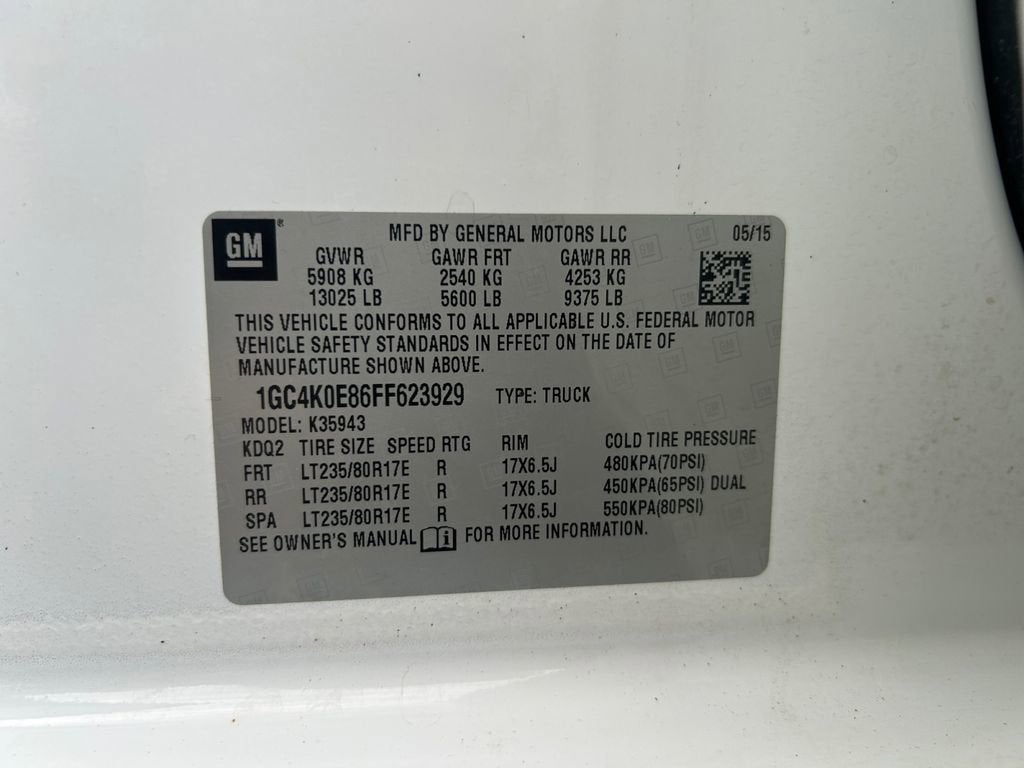 GM ®
MFD BY GENERAL MOTORS LLC 05/15
GVWR GAWR FRT GAWR RR
5908 KG 2540 KG 4253 KG
13025 LB 5600 LB 9375 LB
THIS VEHICLE CONFORMS TO ALL APPLICABLE U.S. FEDERAL MOTOR
VEHICLE SAFETY STANDARDS IN EFFECT ON THE DATE OF
MANUFACTURE SHOWN ABOVE.
1GC4K0E86FF623929 TYPE: TRUCK
MODEL: K35943
KDQ2 TIRE SIZE SPEED RTG RIM COLD TIRE PRESSURE
FRT LT235/80R17E R 17X6.5J 480KPA(70PSI)
RR LT235/80R17E R 17X6.5J 450KPA(65PSI) DUAL
SPA LT235/80R17E R 17X6.5J 550KPA(80PSI)
SEE OWNER'S MANUAL i FOR MORE INFORMATION.